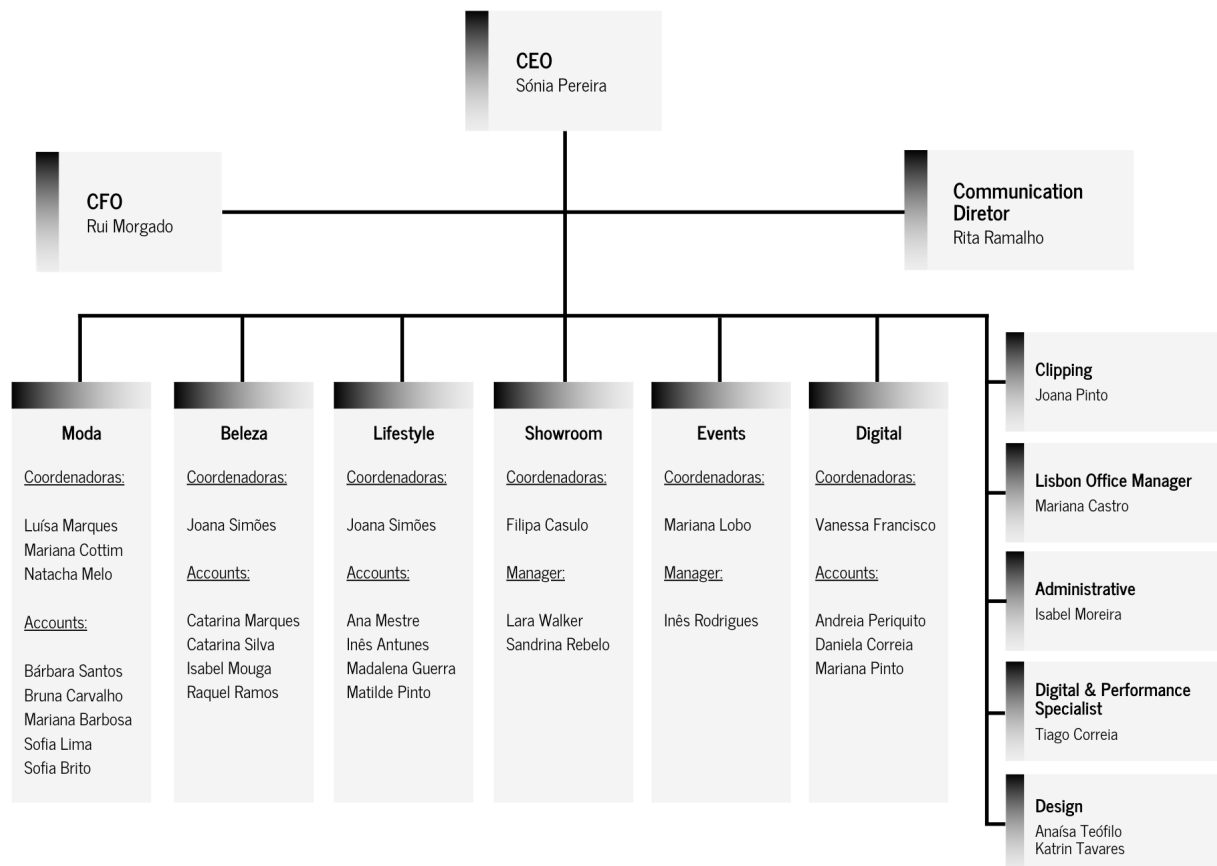 CEO
Sónia Pereira
CFO
Rui Morgado
Communication
Diretor
Rita Ramalho
Moda
Coordenadoras:
Luísa Marques
Mariana Cottim
Natacha Melo
Accounts:
Bárbara Santos
Bruna Carvalho
Mariana Barbosa
Sofia Lima
Sofia Brito
Beleza
Coordenadoras:
Joana Simões
Accounts:
Catarina Marques
Catarina Silva
Isabel Mouga
Raquel Ramos
Lifestyle
Coordenadoras:
Joana Simões
Accounts:
Ana Mestre
Inês Antunes
Madalena Guerra
Matilde Pinto
Showroom
Coordenadoras:
Filipa Casulo
Manager:
Lara Walker
Sandrina Rebelo
Events
Coordenadoras:
Mariana Lobo
Manager:
Inês Rodrigues
Digital
Coordenadoras:
Vanessa Francisco
Accounts:
Andreia Periquito
Daniela Correia
Mariana Pinto
Clipping
Joana Pinto
Lisbon Office Manager
Mariana Castro
Administrative
Isabel Moreira
Digital & Performance
Specialist
Tiago Correia
Design
Anaísa Teófilo
Katrin Tavares